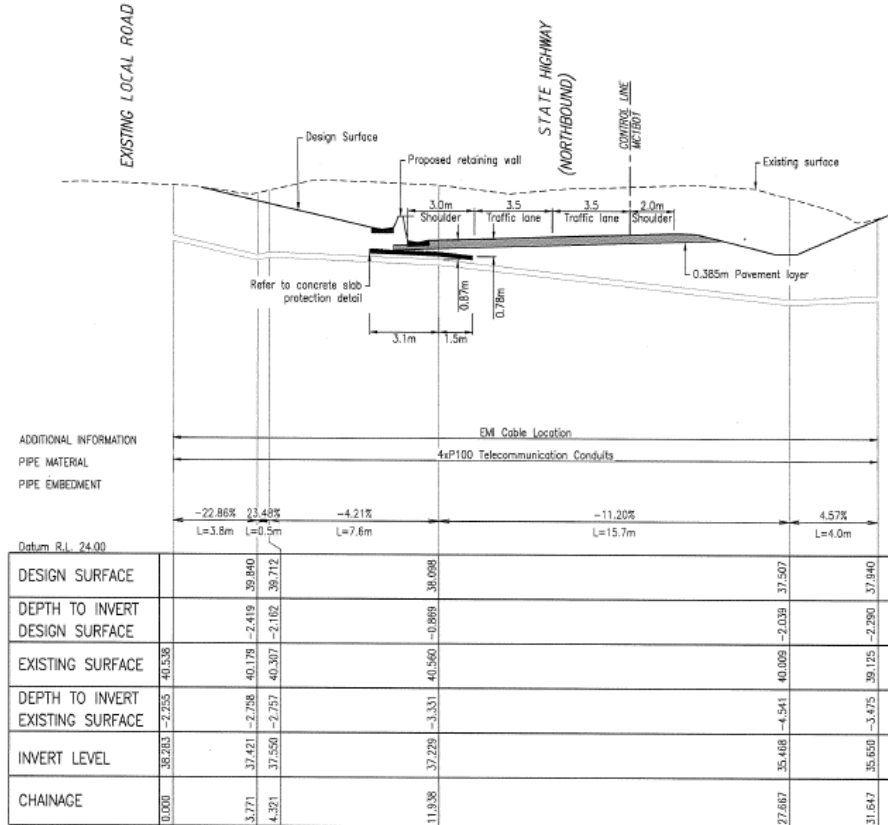 EXISTING LOCAL ROAD
STATE HIGHWAY
(NORTHBOUND)
CONTROL LINE
MC1B01
Design Surface
Proposed retaining wall
Existing surface
3.0m
Shoulder
3.5
Traffic lane
3.5
Traffic lane
2.0m
Shoulder
Refer to concrete slab
protection detail
0.87m
0.78m
0.385m Pavement layer
3.1m
1.5m
ADDITIONAL INFORMATION
EMI Cable Location
PIPE MATERIAL
4xP100 Telecommunication Conduits
PIPE EMBEDMENT
-22.86% 23.48% -4.21% -11.20% 4.57%
L=3.8m L=0.5m L=7.6m L=15.7m L=4.0m
Datum R.L. 24.00
DESIGN SURFACE 39.840 39.712 38.098 37.507 37.940
DEPTH TO INVERT
DESIGN SURFACE -2.419 -2.162 -0.869 -2.039 -2.290
EXISTING SURFACE 40.538 40.179 40.307 40.560 40.009 39.125
DEPTH TO INVERT
EXISTING SURFACE -2.255 -2.758 -2.757 -3.331 -4.541 -3.475
INVERT LEVEL 38.283 37.421 37.550 37.229 35.468 35.650
CHAINAGE 0.000 3.771 4.321 11.938 27.667 31.647